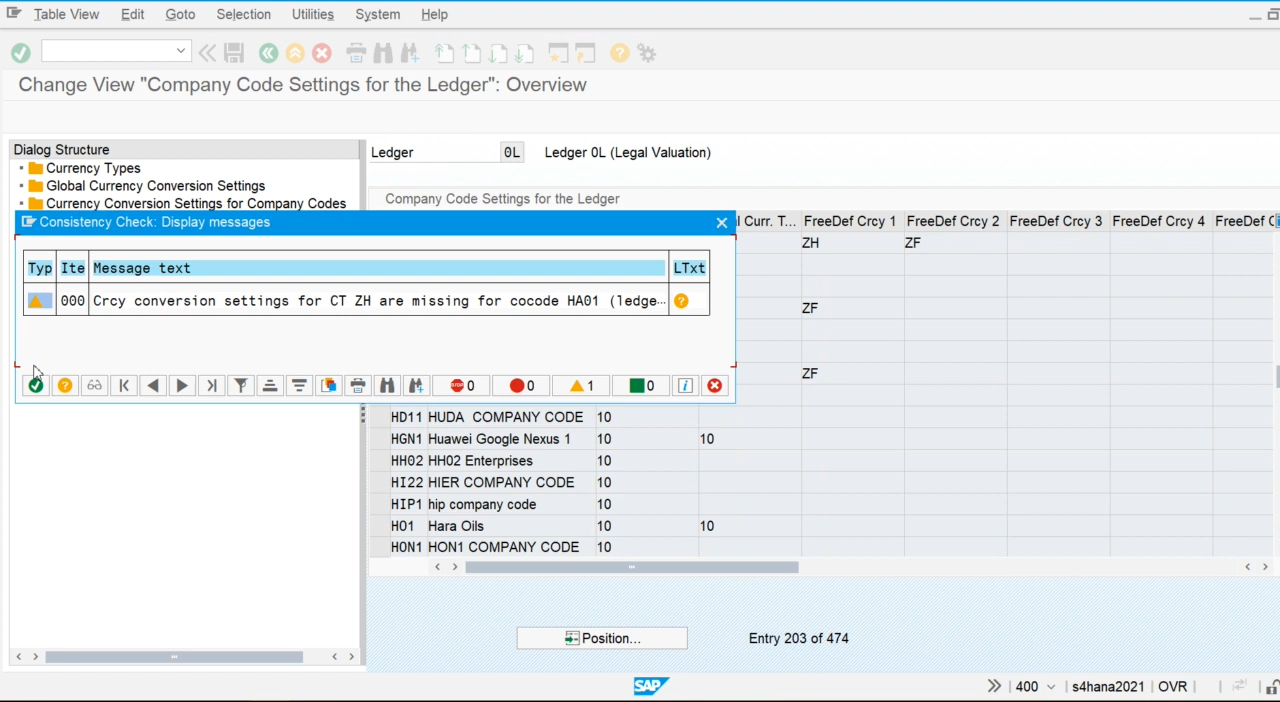 Table View Edit Goto Selection Utilities System Help
Change View "Company Code Settings for the Ledger": Overview
Dialog Structure
Currency Types
Global Currency Conversion Settings
Currency Conversion Settings for Company Codes
Ledger 0L Ledger 0L (Legal Valuation)
Company Code Settings for the Ledger
Consistency Check: Display messages
Typ Ite Message text LTxt
000 Crcy conversion settings for CT ZH are missing for cocode HA01 (ledge...
STOP 0 0 1 0
l Curr. T... FreeDef Crcy 1 FreeDef Crcy 2 FreeDef Crcy 3 FreeDef Crcy 4 FreeDef C
ZH ZF
ZF
ZF
HD11 HUDA COMPANY CODE 10
HGN1 Huawei Google Nexus 1 10 10
HH02 HH02 Enterprises 10
HI22 HIER COMPANY CODE 10
HIP1 hip company code 10
HO1 Hara Oils 10 10
HON1 HON1 COMPANY CODE 10
Position... Entry 203 of 474
SAP 400 s4hana2021 OVR